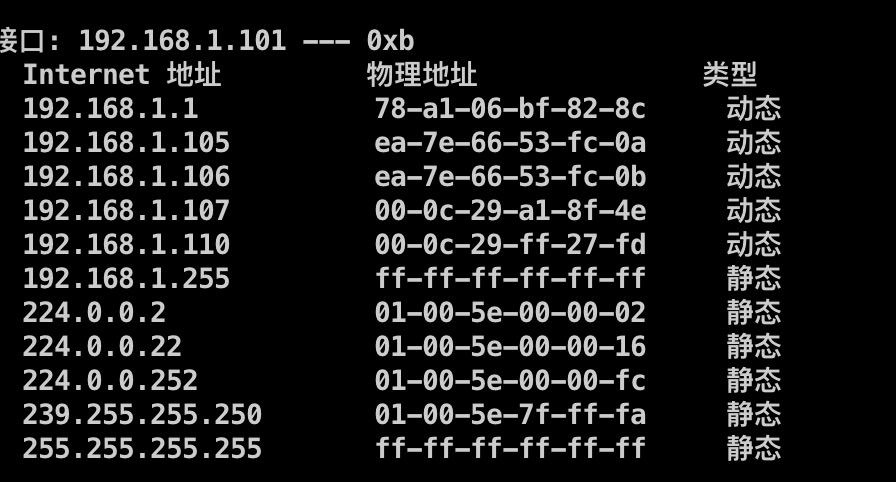 接口: 192.168.1.101 --- 0xb
Internet 地址 物理地址 类型
192.168.1.1 78-a1-06-bf-82-8c 动态
192.168.1.105 ea-7e-66-53-fc-0a 动态
192.168.1.106 ea-7e-66-53-fc-0b 动态
192.168.1.107 00-0c-29-a1-8f-4e 动态
192.168.1.110 00-0c-29-ff-27-fd 动态
192.168.1.255 ff-ff-ff-ff-ff-ff 静态
224.0.0.2 01-00-5e-00-00-02 静态
224.0.0.22 01-00-5e-00-00-16 静态
224.0.0.252 01-00-5e-00-00-fc 静态
239.255.255.250 01-00-5e-7f-ff-fa 静态
255.255.255.255 ff-ff-ff-ff-ff-ff 静态